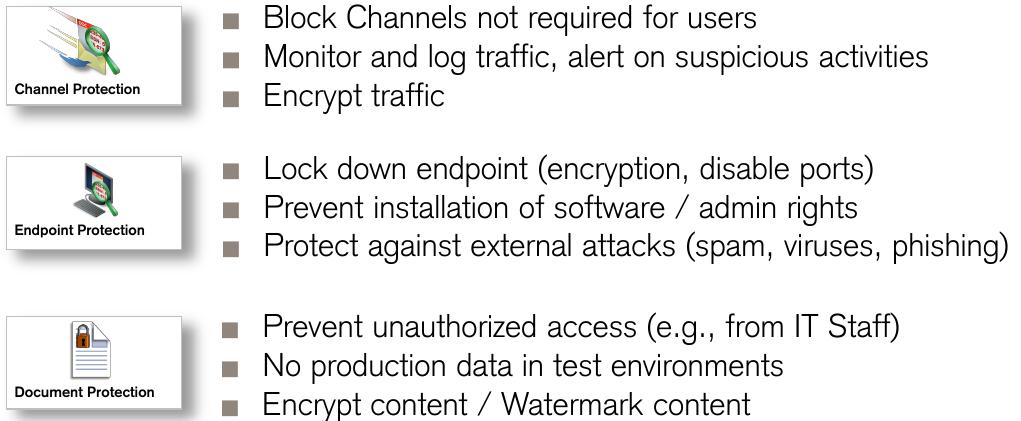 Channel Protection
Block Channels not required for users
Monitor and log traffic, alert on suspicious activities
Encrypt traffic
Endpoint Protection
Lock down endpoint (encryption, disable ports)
Prevent installation of software / admin rights
Protect against external attacks (spam, viruses, phishing)
Document Protection
Prevent unauthorized access (e.g., from IT Staff)
No production data in test environments
Encrypt content / Watermark content